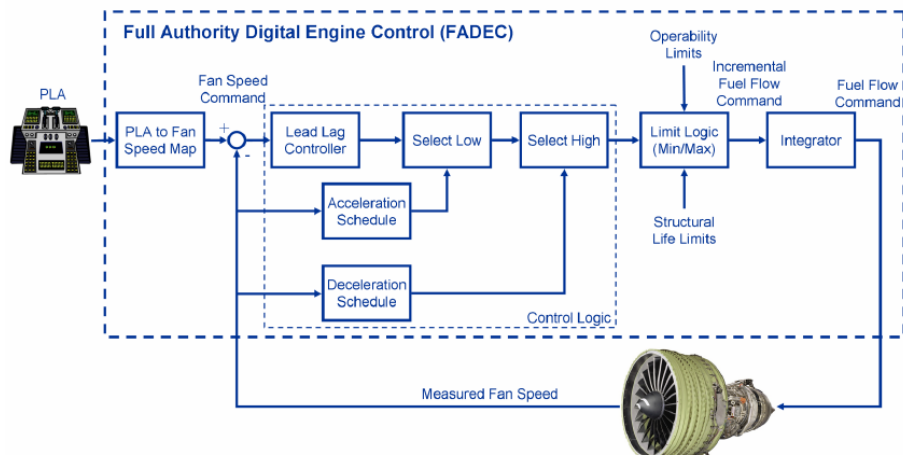 Full Authority Digital Engine Control (FADEC)
PLA
PLA to Fan
Speed Map
Fan Speed
Command
+
-
Lead Lag
Controller
Select Low
Select High
Acceleration
Schedule
Deceleration
Schedule
Control Logic
Operability
Limits
Limit Logic
(Min/Max)
Structural
Life Limits
Incremental
Fuel Flow
Command
Integrator
Fuel Flow
Command
Measured Fan Speed